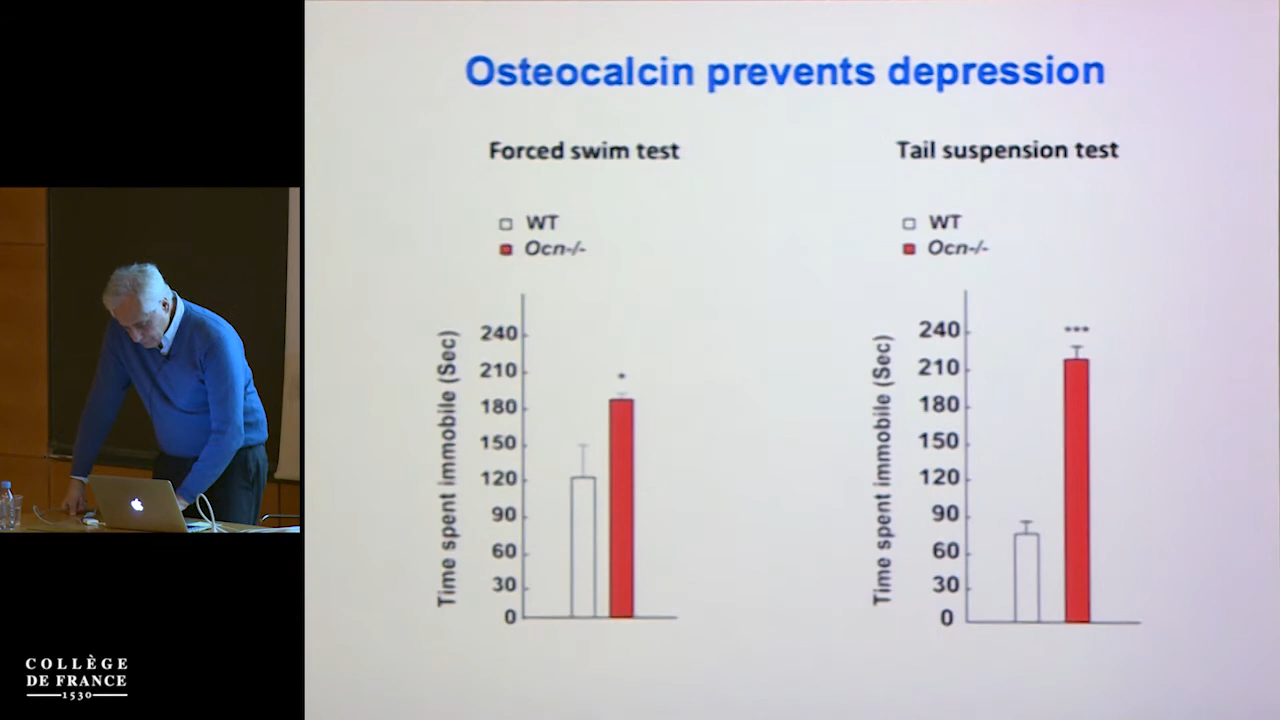 Osteocalcin prevents depression
Forced swim test
WT
Ocn-/-
Time spent immobile (Sec)
240
210
180
150
120
90
60
30
0
*
Tail suspension test
WT
Ocn-/-
Time spent immobile (Sec)
240
210
180
150
120
90
60
30
0
***
COLLÈGE
DE FRANCE
1530